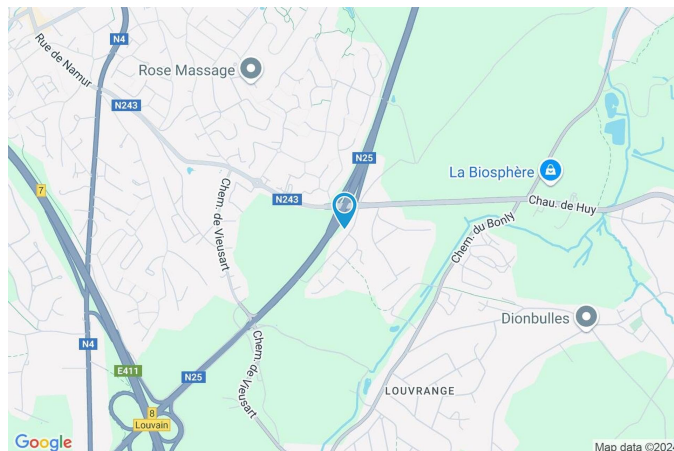 N4
Rue de Namur
Rose Massage
N243
N25
La Biosphère
7
Chem. de Vieusart
N243
Chau. de Huy
Chem. du Bonly
Dionbulles
N4
Chem. de Vieusart
E411
N25
LOUVRANGE
8
Louvain
Google
Map data ©2024